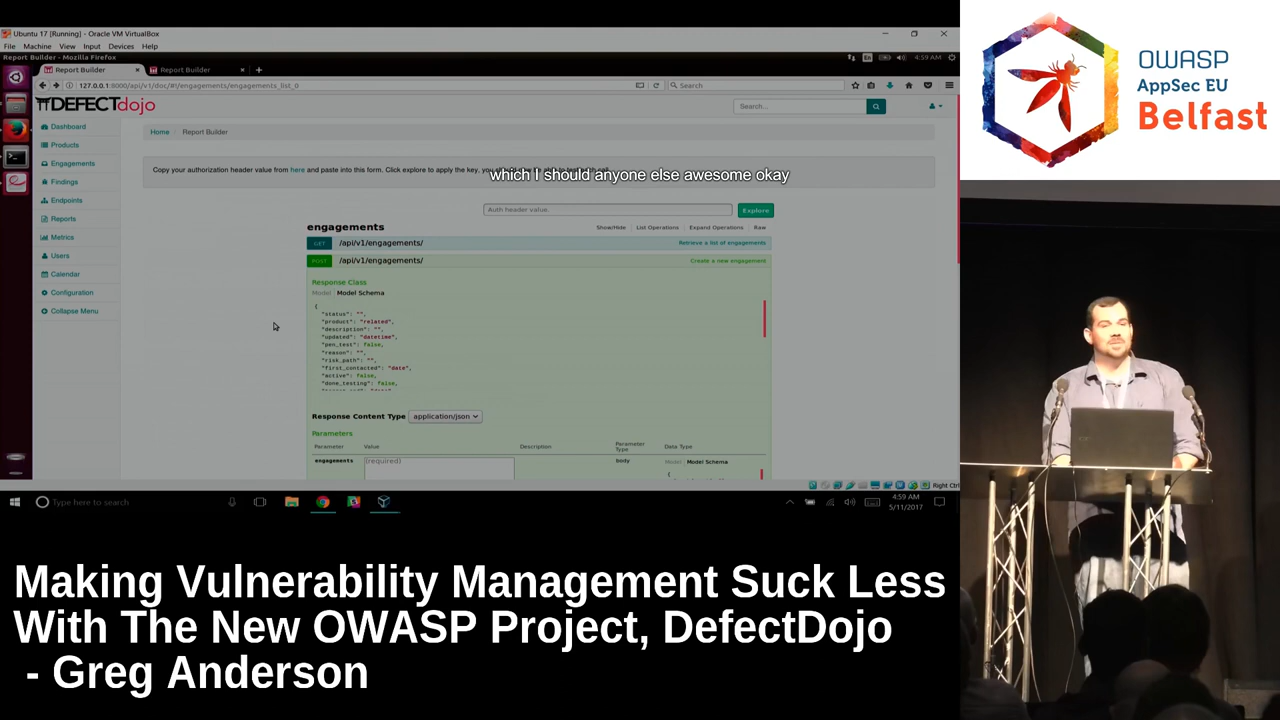 Ubuntu 17 [Running] - Oracle VM VirtualBox
File Machine View Input Devices Help
Report Builder - Mozilla Firefox
En
4:59 AM
Report Builder
Report Builder
127.0.0.1:8000/api/v1/doc/#!/engagements/engagements_list_0
Search
DEFECTdojo
Search...
Dashboard
Products
Engagements
Findings
Endpoints
Reports
Metrics
Users
Calendar
Configuration
Collapse Menu
Home / Report Builder
Copy your authorization header value from here and paste into this form. Click explore to apply the key, you
which I should anyone else awesome okay
Auth header value.
Explore
engagements
Show/Hide List Operations Expand Operations Raw
GET /api/v1/engagements/ Retrieve a list of engagements
POST /api/v1/engagements/ Create a new engagement
Response Class
Model Model Schema
{
"status": "",
"product": "related",
"description": "",
"updated": "datetime",
"pen_test": false,
"reason": "",
"risk_path": "",
"first_contacted": "date",
"active": false,
"done_testing": false,
Response Content Type application/json
Parameters
Parameter Value Description Parameter Type Data Type
engagements (required) body Model Model Schema
{
Right Ctrl
Type here to search
4:59 AM
5/11/2017
OWASP
AppSec EU
Belfast
Making Vulnerability Management Suck Less
With The New OWASP Project, DefectDojo
- Greg Anderson